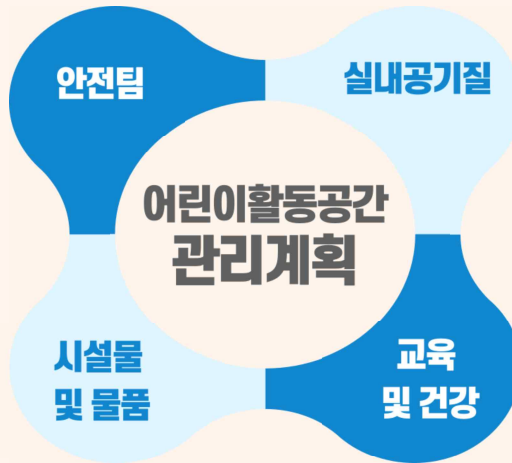 안전팀
실내공기질
어린이활동공간
관리계획
시설물
및 물품
교육
및 건강